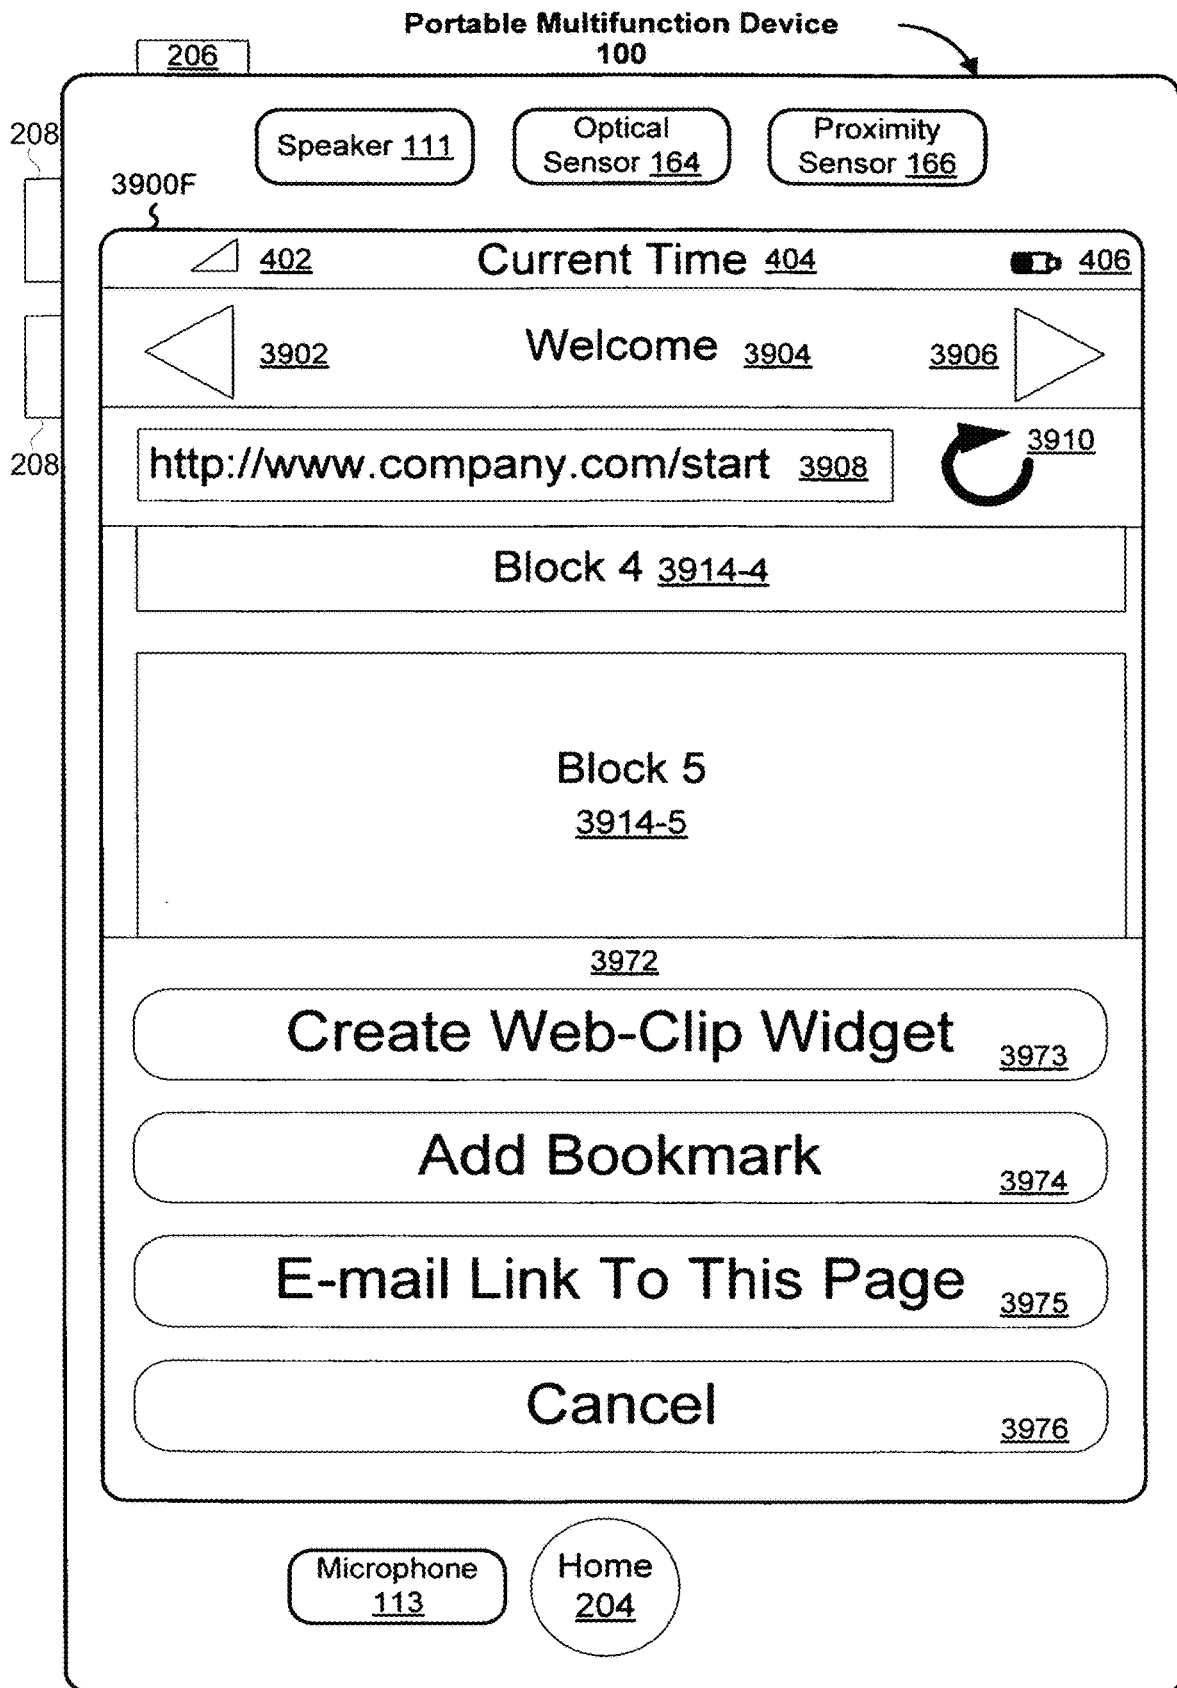 Portable Multifunction Device
100
206
208
Speaker 111
Optical
Sensor 164
Proximity
Sensor 166
3900F
402
Current Time 404
406
3902
Welcome 3904
3906
208
http://www.company.com/start 3908
3910
Block 4 3914-4
Block 5
3914-5
3972
Create Web-Clip Widget 3973
Add Bookmark 3974
E-mail Link To This Page 3975
Cancel 3976
Microphone
113
Home
204